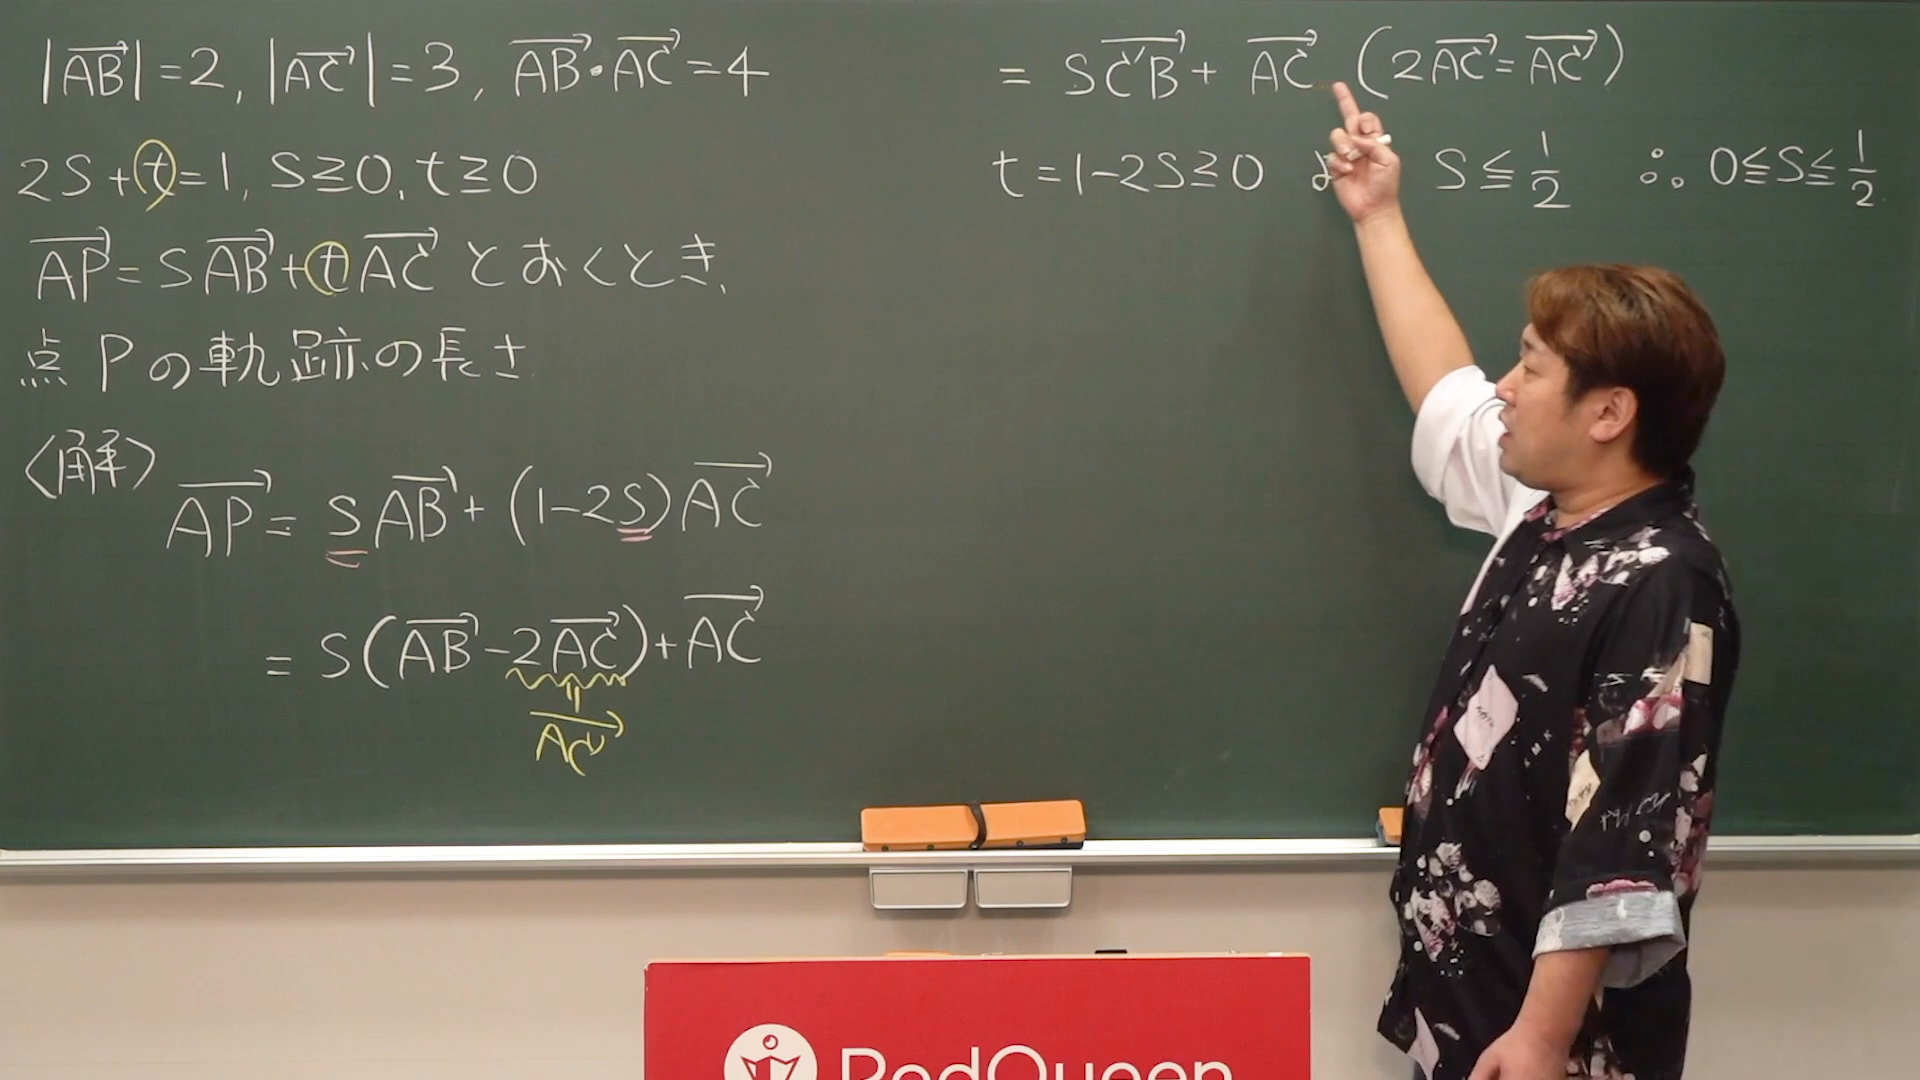 |AB→|=2, |AC→|=3, AB→・AC→=4
2S+t=1, S≧0, t≧0
AP→=SAB→+tAC→ とおくとき、
点Pの軌跡の長さ
〈解〉
AP→= SAB→+(1-2S)AC→
= S(AB→-2AC→)+AC→
AC'→
= SC'B→+ AC→ (2AC→=AC'→)
t=1-2S≧0 S≦1/2 ∴ 0≦S≦1/2
RedQueen